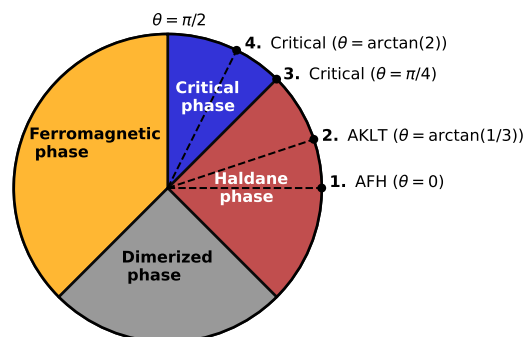 θ = π/2
4. Critical (θ = arctan(2))
3. Critical (θ = π/4)
Critical
phase
2. AKLT (θ = arctan(1/3))
Ferromagnetic
phase
Haldane
phase
1. AFH (θ = 0)
Dimerized
phase